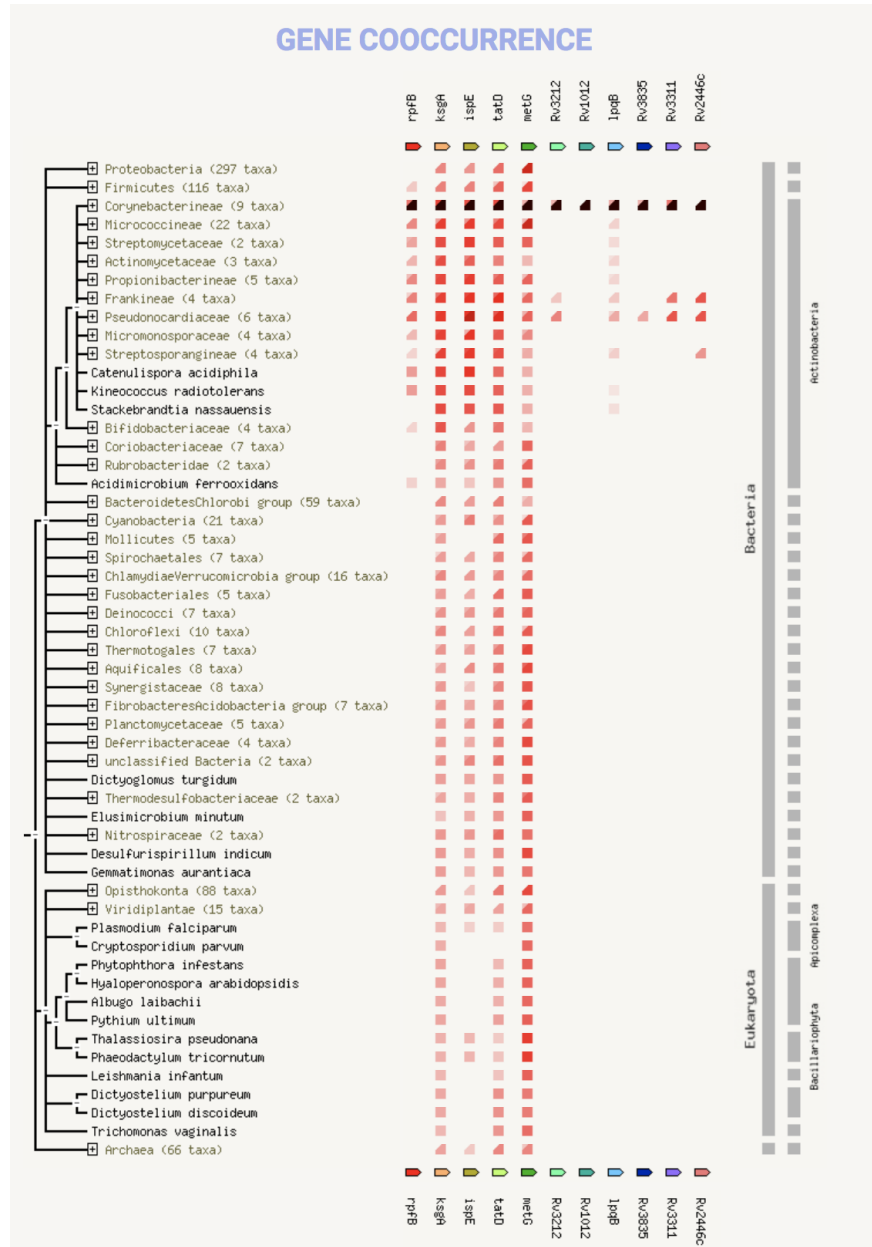 GENE COOCCURRENCE
rpfB ksgA ispE tatD metG Rv3212 Rv1012 lpqB Rv3835 Rv3311 Rv2446c
Proteobacteria (297 taxa)
Firmicutes (116 taxa)
Corynebacterineae (9 taxa)
Micrococcineae (22 taxa)
Streptomycetaceae (2 taxa)
Actinomycetaceae (3 taxa)
Propionibacterineae (5 taxa)
Frankineae (4 taxa)
Pseudonocardiaceae (6 taxa)
Micromonosporaceae (4 taxa)
Streptosporangineae (4 taxa)
Catenulispora acidiphila
Kineococcus radiotolerans
Stackebrandtia nassauensis
Bifidobacteriaceae (4 taxa)
Coriobacteriaceae (7 taxa)
Rubrobacteridae (2 taxa)
Acidimicrobium ferrooxidans
BacteroidetesChlorobi group (59 taxa)
Cyanobacteria (21 taxa)
Mollicutes (5 taxa)
Spirochaetales (7 taxa)
ChlamydiaeVerrucomicrobia group (16 taxa)
Fusobacteriales (5 taxa)
Deinococci (7 taxa)
Chloroflexi (10 taxa)
Thermotogales (7 taxa)
Aquificales (8 taxa)
Synergistaceae (8 taxa)
FibrobacteresAcidobacteria group (7 taxa)
Planctomycetaceae (5 taxa)
Deferribacteraceae (4 taxa)
unclassified Bacteria (2 taxa)
Dictyoglomus turgidum
Thermodesulfobacteriaceae (2 taxa)
Elusimicrobium minutum
Nitrospiraceae (2 taxa)
Desulfurispirillum indicum
Gemmatimonas aurantiaca
Opisthokonta (88 taxa)
Viridiplantae (15 taxa)
Plasmodium falciparum
Cryptosporidium parvum
Phytophthora infestans
Hyaloperonospora arabidopsidis
Albugo laibachii
Pythium ultimum
Thalassiosira pseudonana
Phaeodactylum tricornutum
Leishmania infantum
Dictyostelium purpureum
Dictyostelium discoideum
Trichomonas vaginalis
Archaea (66 taxa)
Bacteria
Eukaryota
Actinobacteria
Apicomplexa
Bacillariophyta
rpfB ksgA ispE tatD metG Rv3212 Rv1012 lpqB Rv3835 Rv3311 Rv2446c